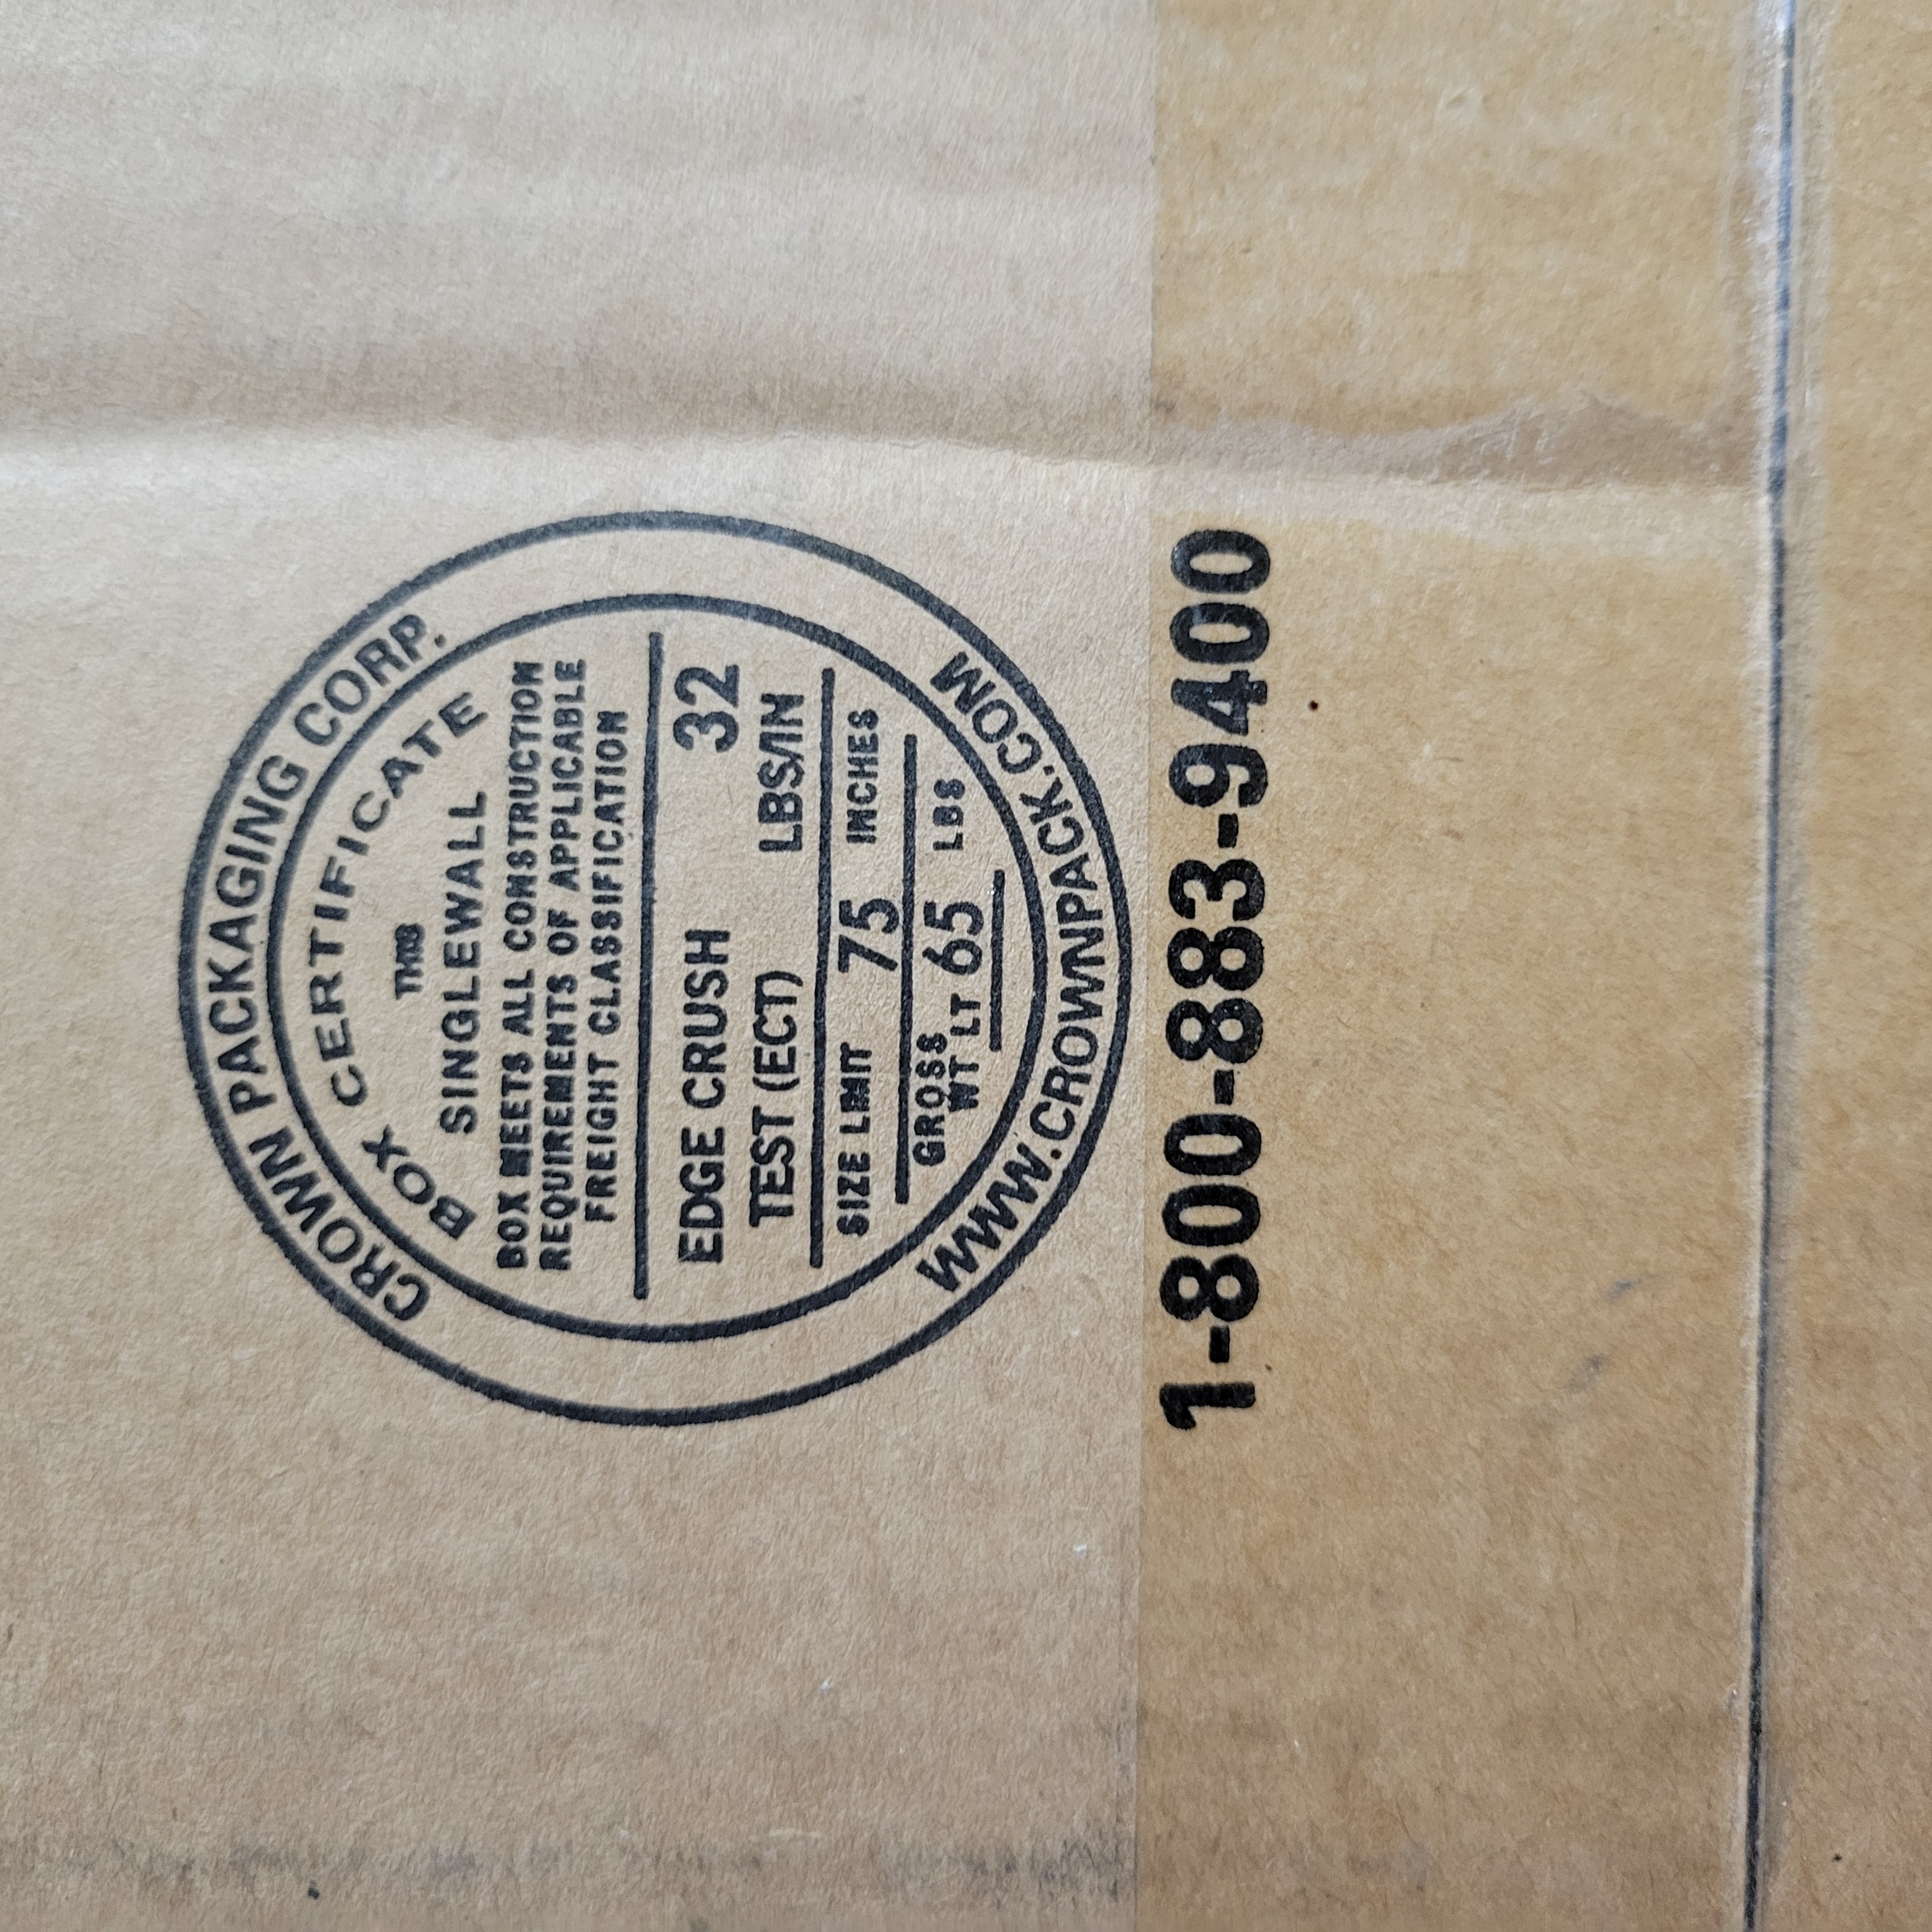 CROWN PACKAGING CORP.
BOX CERTIFICATE
THIS
SINGLEWALL
BOX MEETS ALL CONSTRUCTION
REQUIREMENTS OF APPLICABLE
FREIGHT CLASSIFICATION
EDGE CRUSH 32
TEST (ECT) LBS/IN
SIZE LIMIT 75 INCHES
GROSS
WT LT 65 LBS
WWW.CROWNPACK.COM
1-800-883-9400